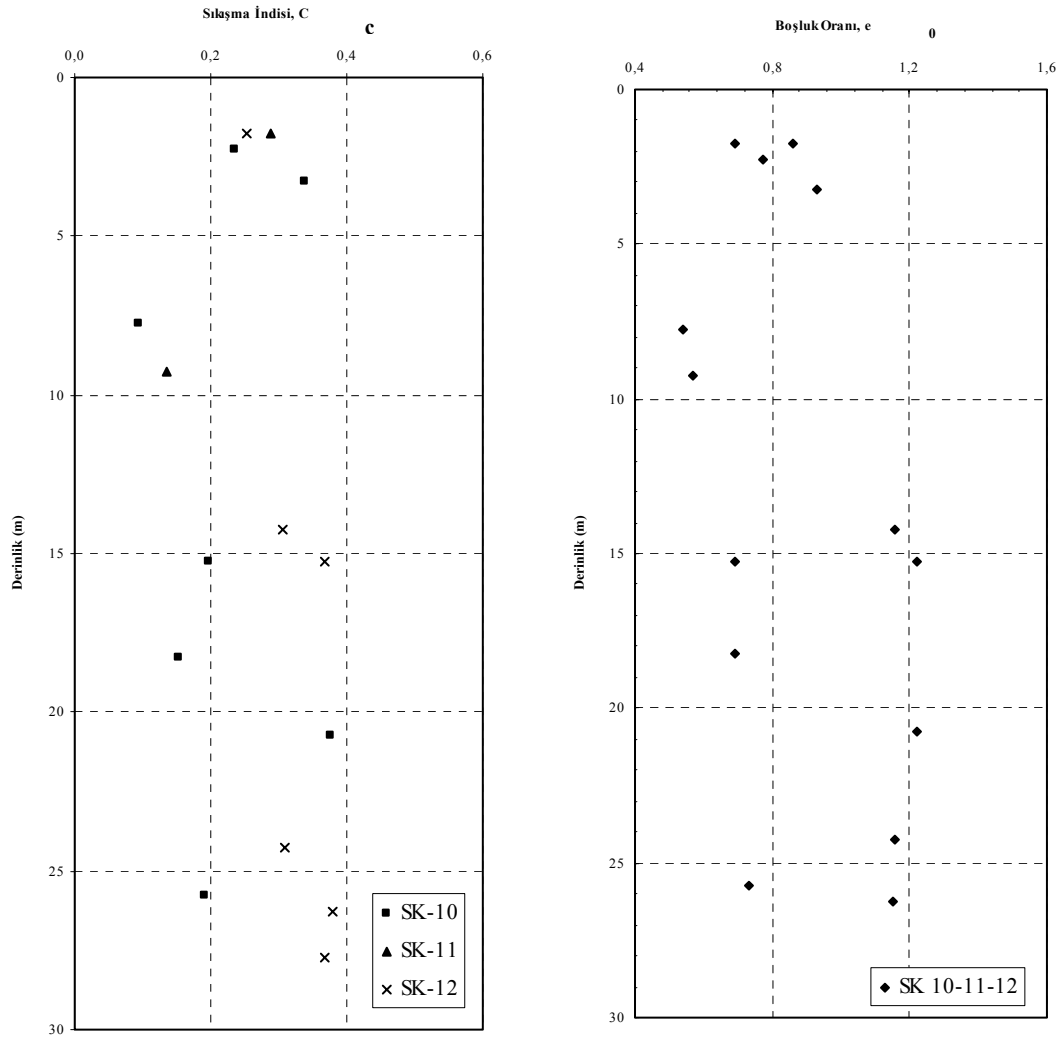 Sıkışma İndisi, C
c
0,0 0,2 0,4 0,6
0
5
10
15
20
25
30
Derinlik (m)
SK-10
SK-11
SK-12
Boşluk Oranı, e
0
0,4 0,8 1,2 1,6
0
5
10
15
20
25
30
Derinlik (m)
SK 10-11-12